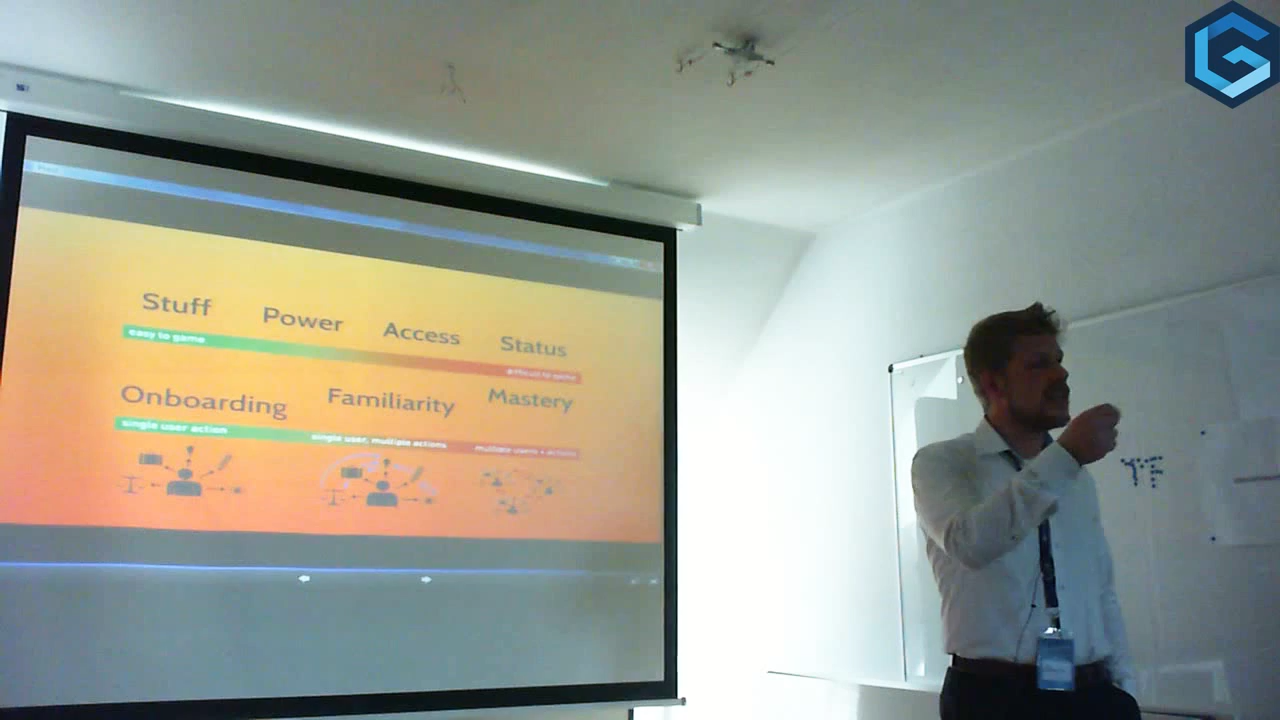 Stuff Power Access Status
easy to game difficult to game
Onboarding Familiarity Mastery
single user action single user, multiple actions multiple users + actions